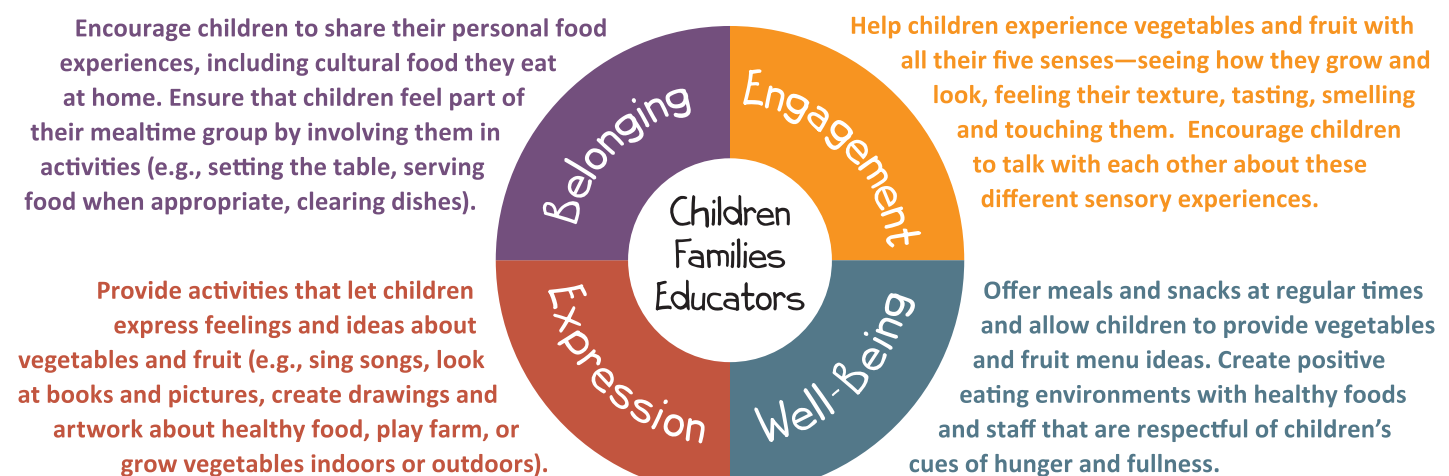 Encourage children to share their personal food
experiences, including cultural food they eat
at home. Ensure that children feel part of
their mealtime group by involving them in
activities (e.g., setting the table, serving
food when appropriate, clearing dishes).
Belonging
Engagement
Help children experience vegetables and fruit with
all their five senses—seeing how they grow and
look, feeling their texture, tasting, smelling
and touching them.  Encourage children
to talk with each other about these
different sensory experiences.
Children
Families
Educators
Provide activities that let children
express feelings and ideas about
vegetables and fruit (e.g., sing songs, look
at books and pictures, create drawings and
artwork about healthy food, play farm, or
grow vegetables indoors or outdoors).
Expression
Well-Being
Offer meals and snacks at regular times
and allow children to provide vegetables
and fruit menu ideas. Create positive
eating environments with healthy foods
and staff that are respectful of children's
cues of hunger and fullness.